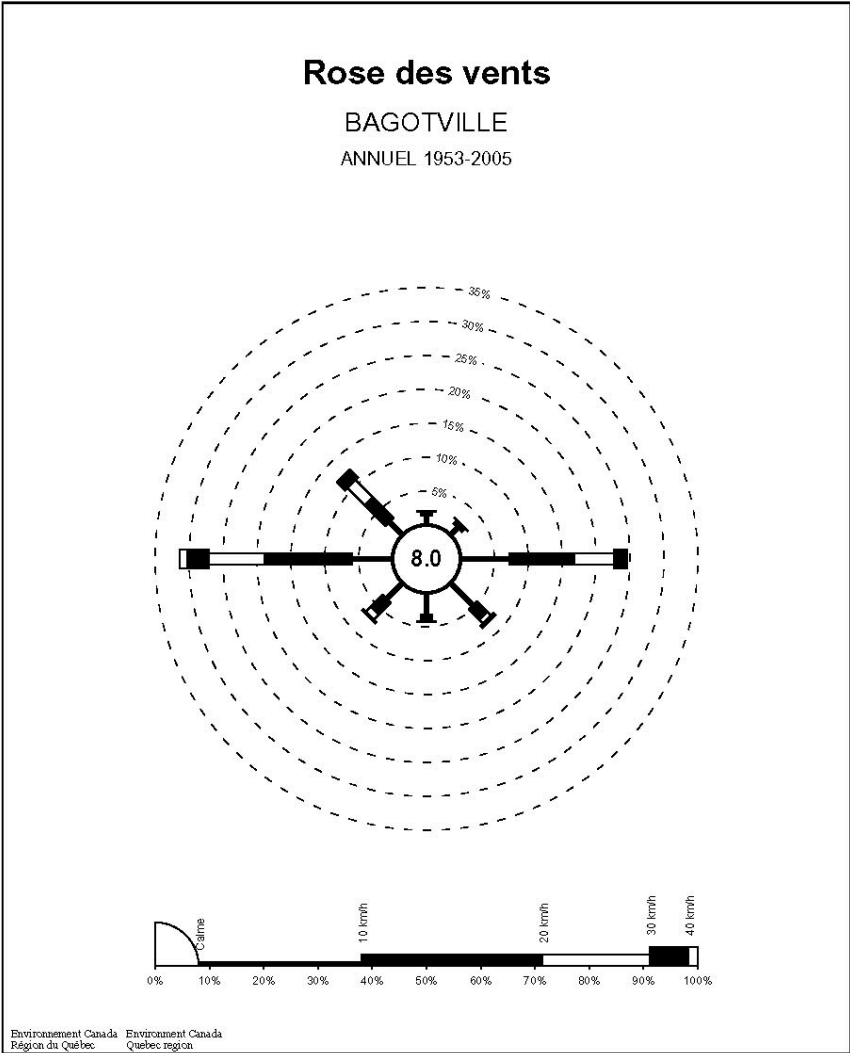 Rose des vents
BAGOTVILLE
ANNUEL 1953-2005
35%
30%
25%
20%
15%
10%
5%
8.0
Calme
10 km/h
20 km/h
30 km/h
40 km/h
0% 10% 20% 30% 40% 50% 60% 70% 80% 90% 100%
Environnement Canada Environment Canada
Région du Québec Quebec region